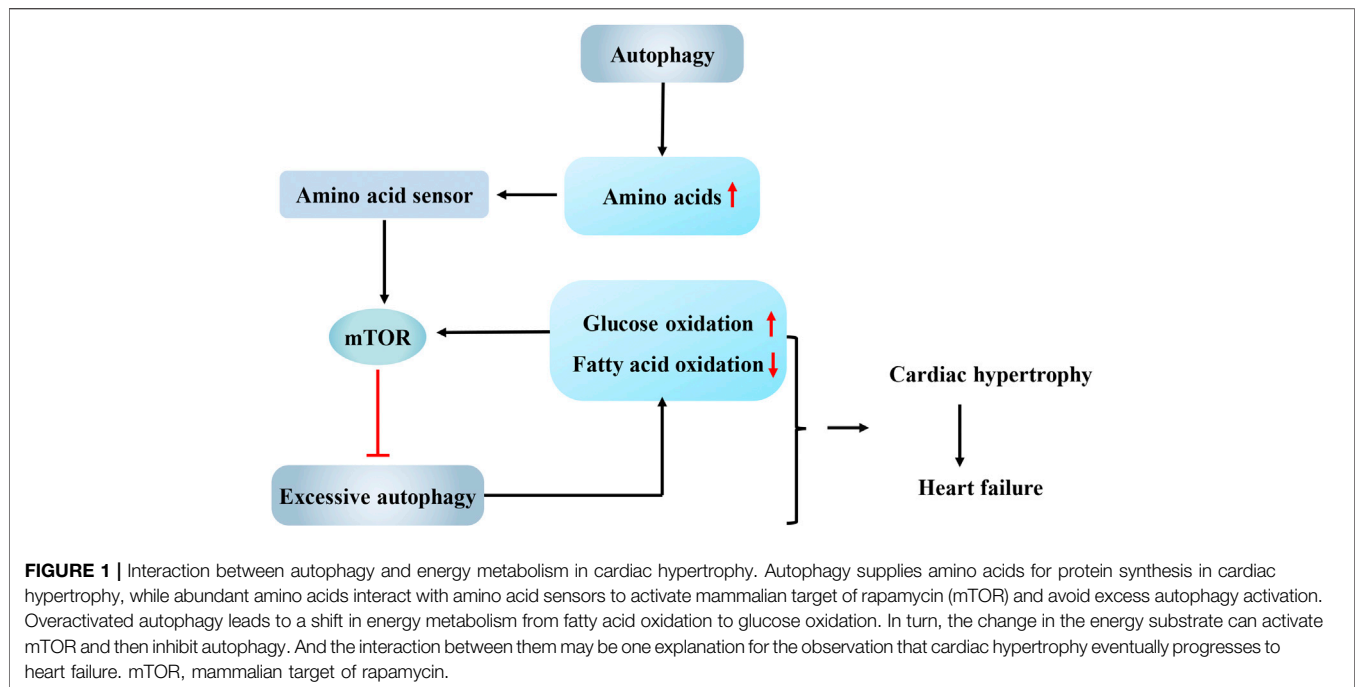 Autophagy
Amino acids
Amino acid sensor
mTOR
Glucose oxidation
Fatty acid oxidation
Excessive autophagy
Cardiac hypertrophy
Heart failure
FIGURE 1 | Interaction between autophagy and energy metabolism in cardiac hypertrophy. Autophagy supplies amino acids for protein synthesis in cardiac
hypertrophy, while abundant amino acids interact with amino acid sensors to activate mammalian target of rapamycin (mTOR) and avoid excess autophagy activation.
Overactivated autophagy leads to a shift in energy metabolism from fatty acid oxidation to glucose oxidation. In turn, the change in the energy substrate can activate
mTOR and then inhibit autophagy. And the interaction between them may be one explanation for the observation that cardiac hypertrophy eventually progresses to
heart failure. mTOR, mammalian target of rapamycin.